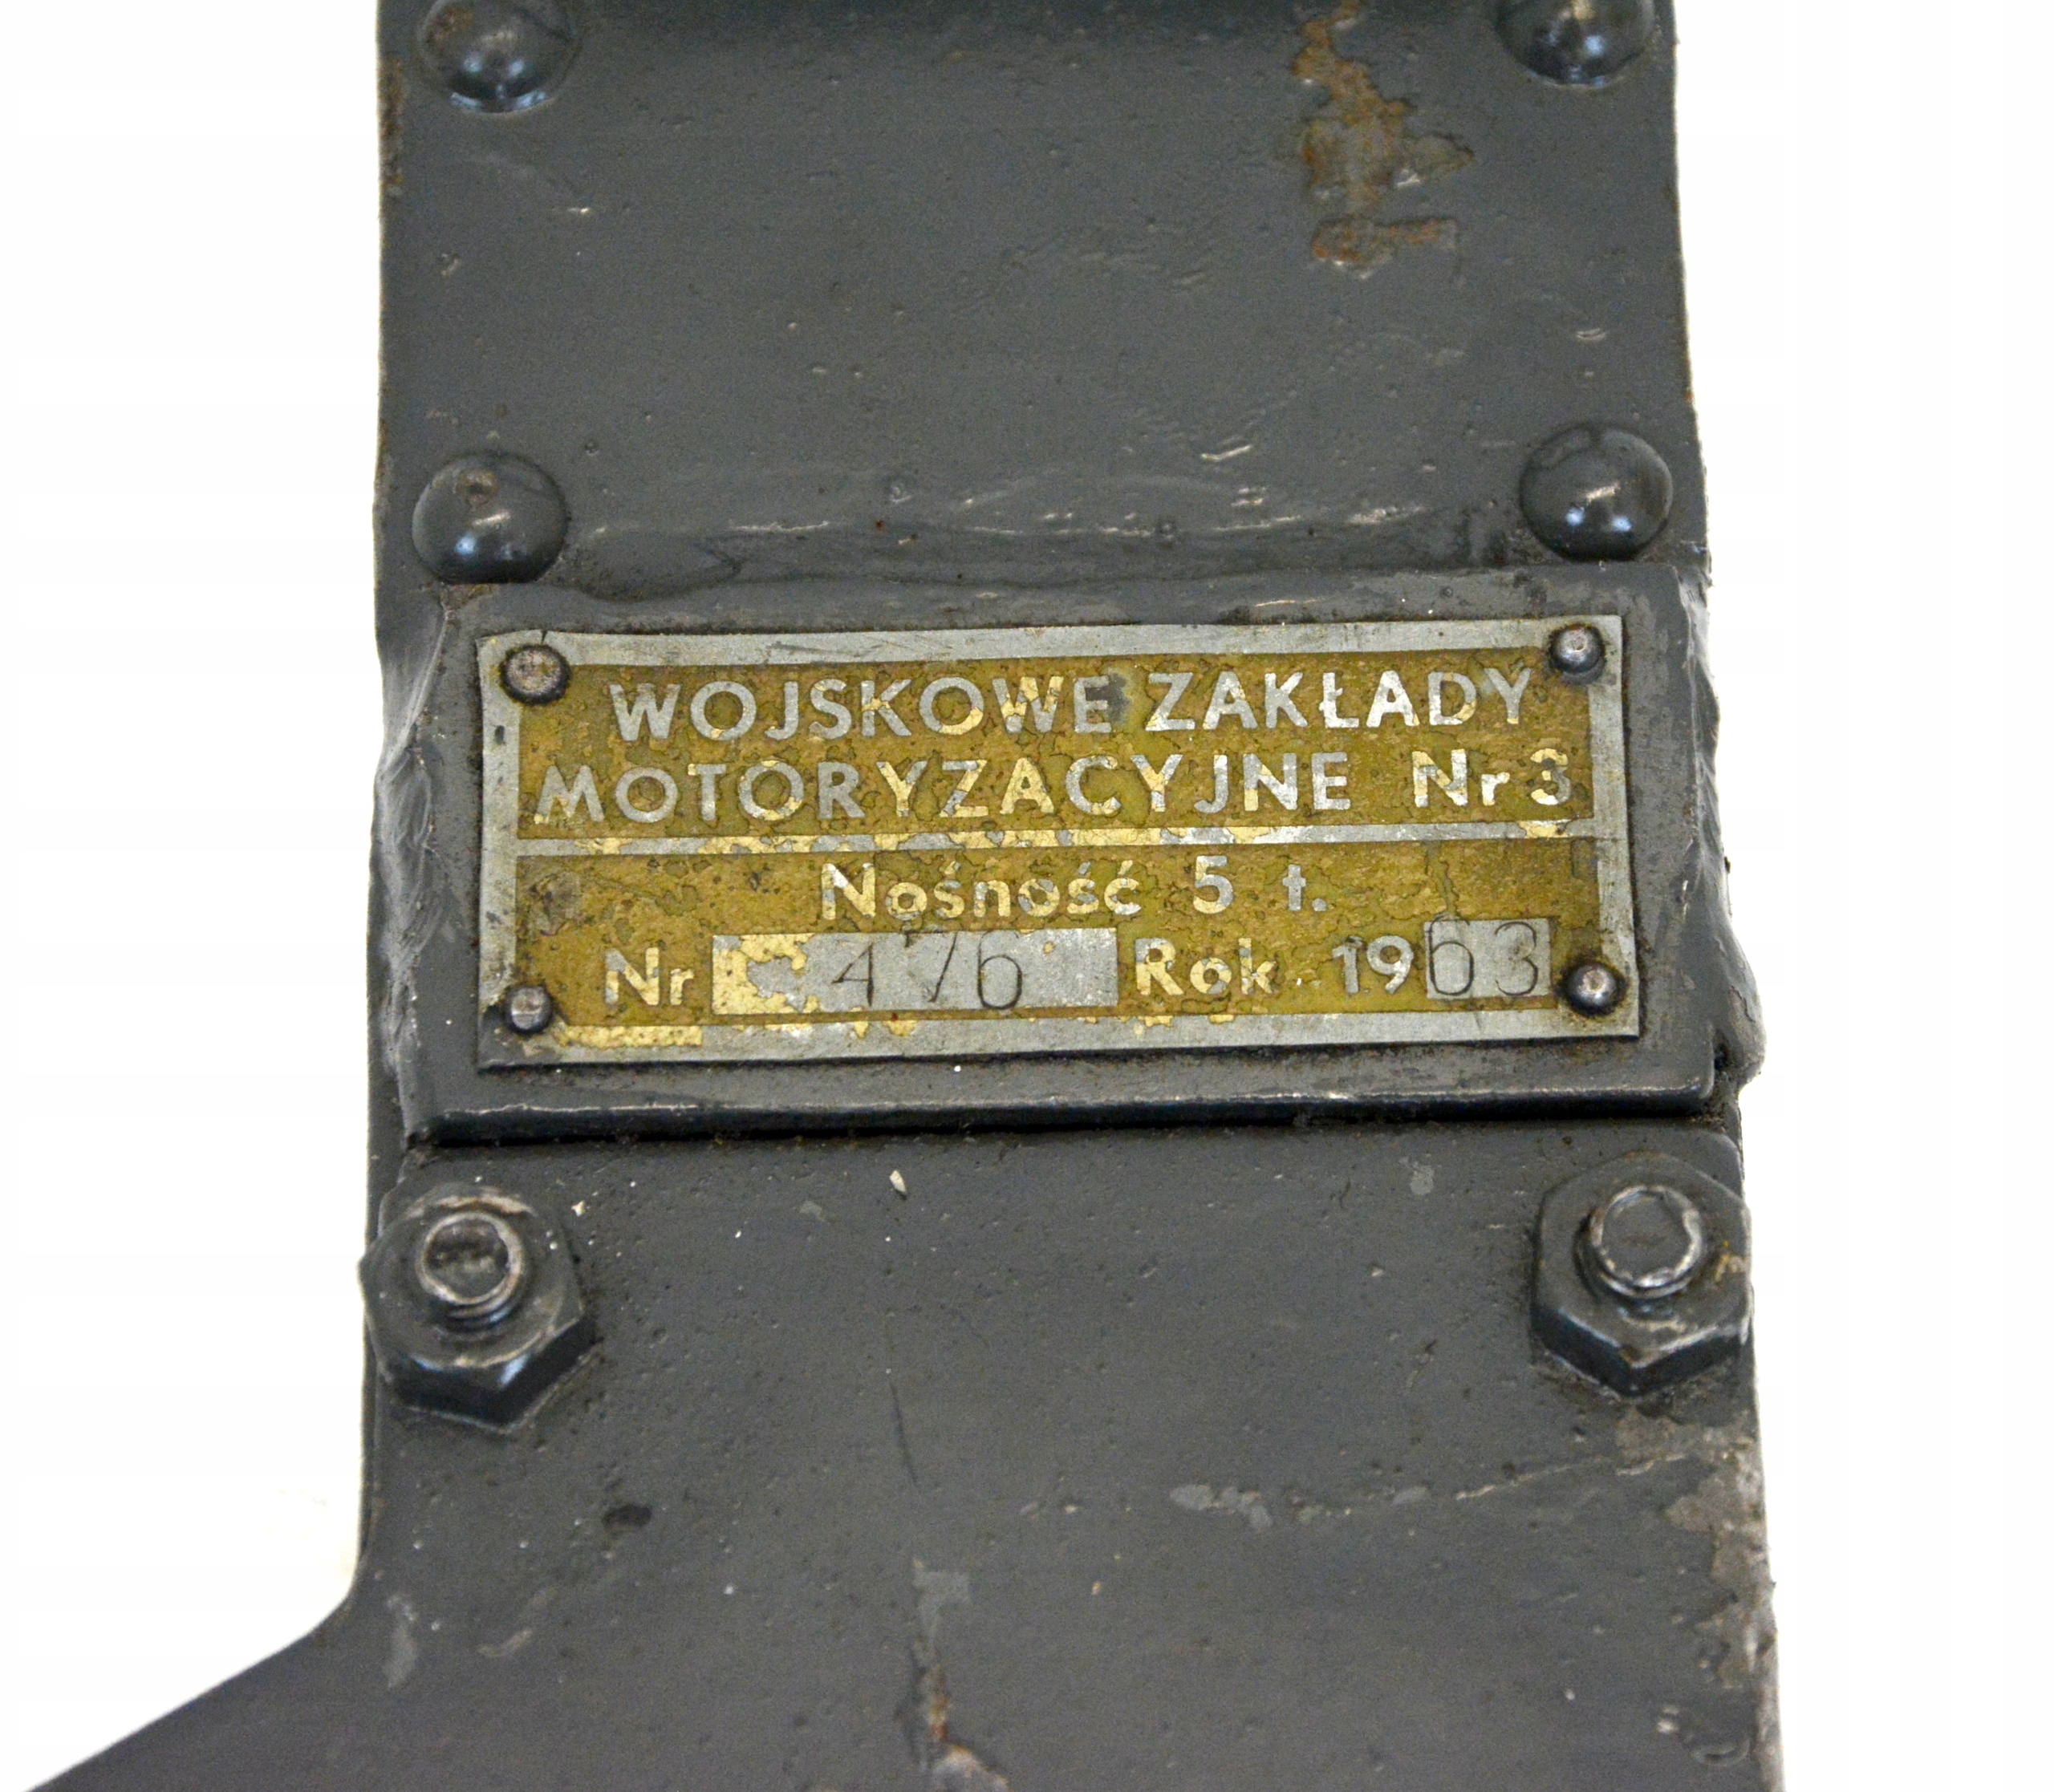 WOJSKOWE ZAKŁADY
MOTORYZACYJNE Nr 3
Nośność 5 t.
Nr 476 Rok 1963